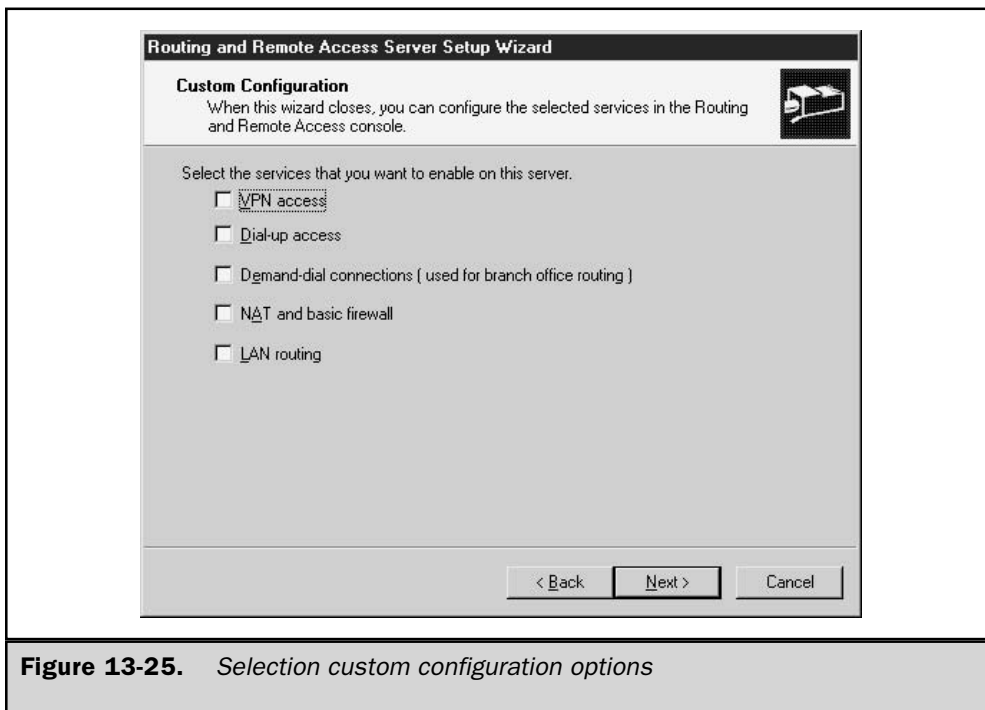 Routing and Remote Access Server Setup Wizard
Custom Configuration
When this wizard closes, you can configure the selected services in the Routing
and Remote Access console.
Select the services that you want to enable on this server.
VPN access
Dial-up access
Demand-dial connections ( used for branch office routing )
NAT and basic firewall
LAN routing
< Back Next > Cancel
Figure 13-25. Selection custom configuration options